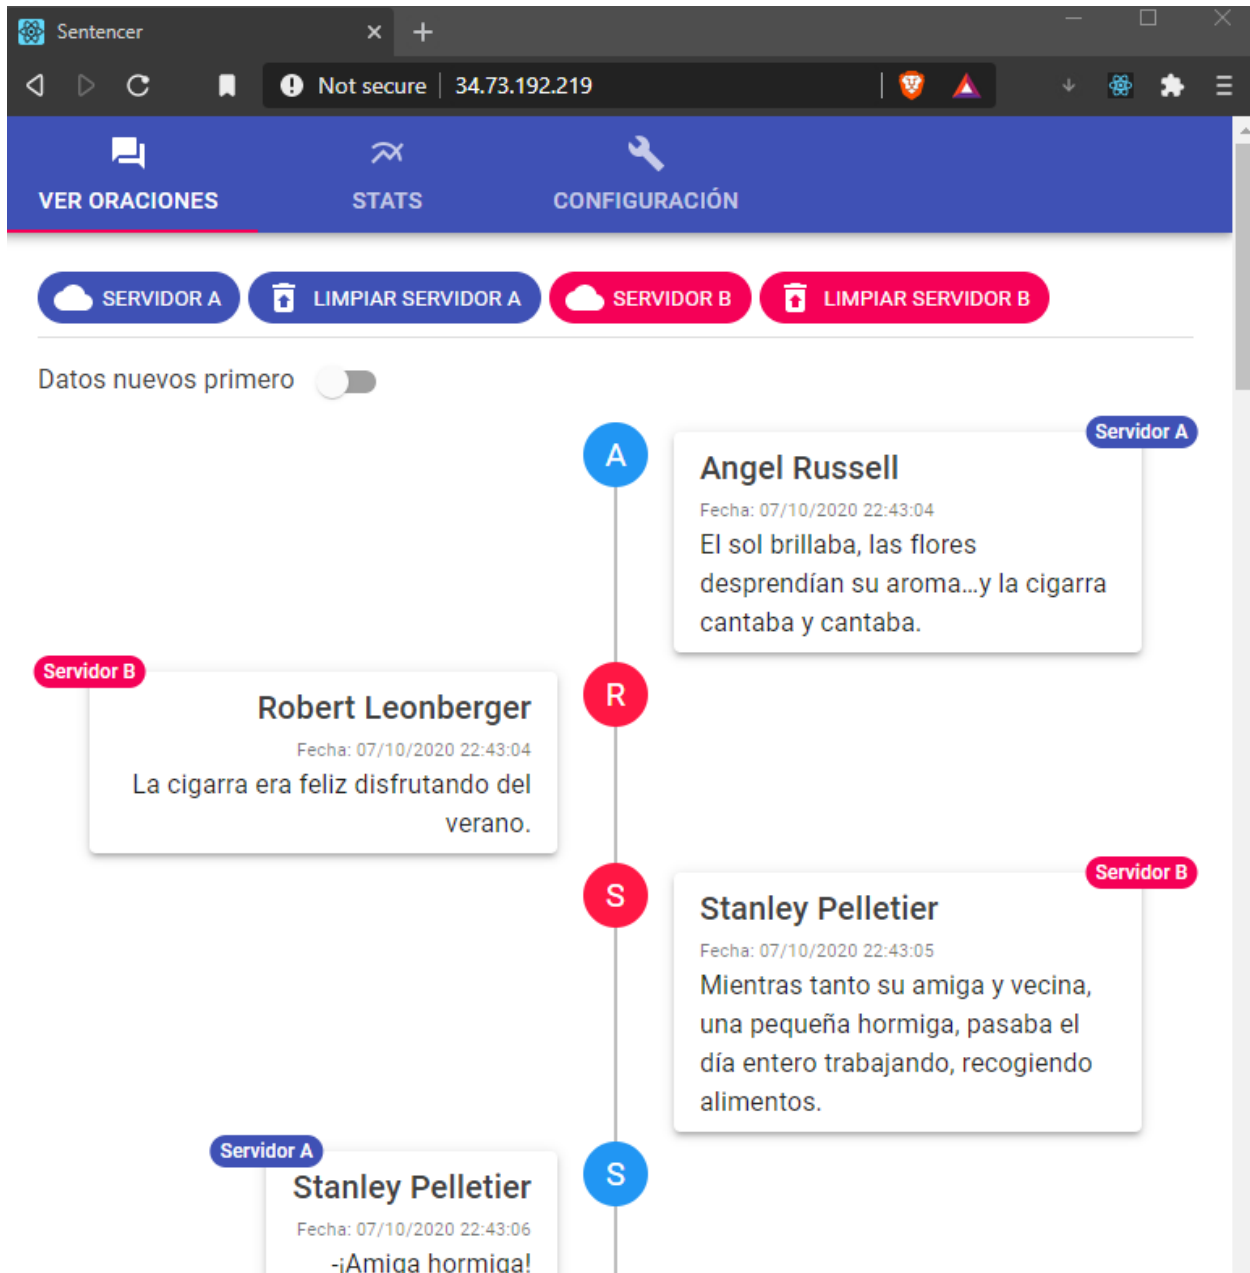 Sentencer
Not secure | 34.73.192.219
VER ORACIONES
STATS
CONFIGURACIÓN
SERVIDOR A
LIMPIAR SERVIDOR A
SERVIDOR B
LIMPIAR SERVIDOR B
Datos nuevos primero
A
Servidor A
Angel Russell
Fecha: 07/10/2020 22:43:04
El sol brillaba, las flores
desprendían su aroma...y la cigarra
cantaba y cantaba.
Servidor B
R
Robert Leonberger
Fecha: 07/10/2020 22:43:04
La cigarra era feliz disfrutando del
verano.
S
Servidor B
Stanley Pelletier
Fecha: 07/10/2020 22:43:05
Mientras tanto su amiga y vecina,
una pequeña hormiga, pasaba el
día entero trabajando, recogiendo
alimentos.
Servidor A
S
Stanley Pelletier
Fecha: 07/10/2020 22:43:06
-¡Amiga hormiga!